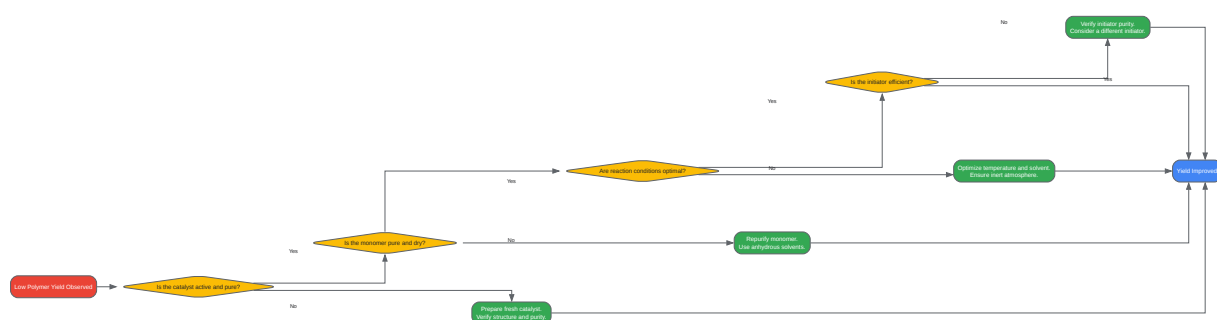 No
Verify initiator purity.
Consider a different initiator.
Is the initiator efficient?
Yes
Yes
Are reaction conditions optimal?
No
Optimize temperature and solvent.
Ensure inert atmosphere.
Yield Improved
Yes
Is the monomer pure and dry?
No
Repurify monomer.
Use anhydrous solvents.
Yes
Low Polymer Yield Observed
Is the catalyst active and pure?
No
Prepare fresh catalyst.
Verify structure and purity.